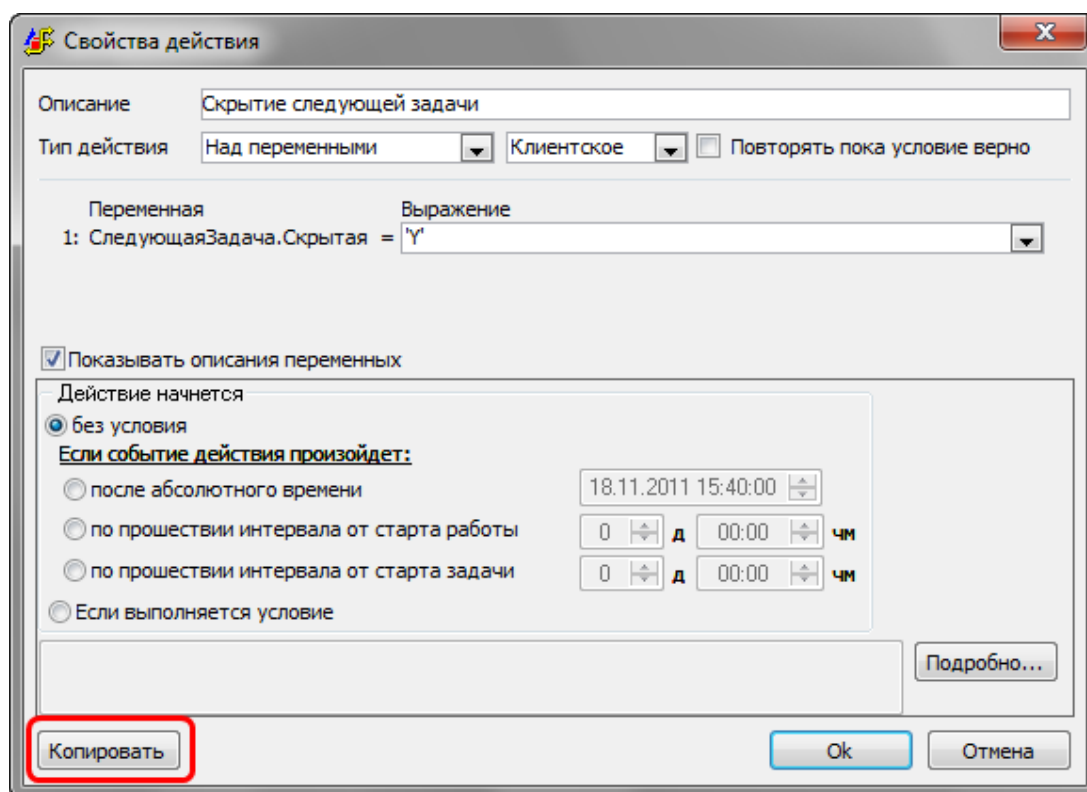 Свойства действия
Описание Скрытие следующей задачи
Тип действия Над переменными Клиентское Повторять пока условие верно
Переменная Выражение
1: СледующаяЗадача.Скрытая = 'Y'
Показывать описания переменных
Действие начнется
без условия
Если событие действия произойдет:
после абсолютного времени 18.11.2011 15:40:00
по прошествии интервала от старта работы 0 д 00:00 чм
по прошествии интервала от старта задачи 0 д 00:00 чм
Если выполняется условие
Подробно...
Копировать Ok Отмена